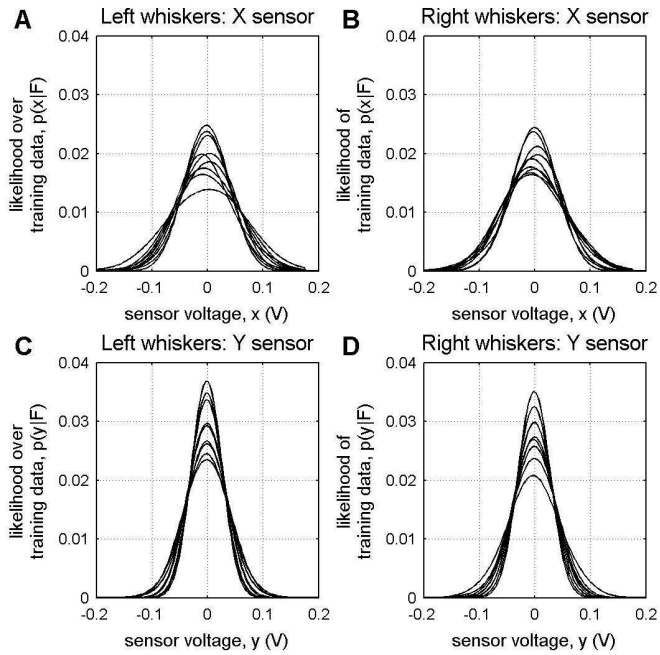 A Left whiskers: X sensor
likelihood over
training data, p(x|F)
0.04
0.03
0.02
0.01
0
-0.2 -0.1 0 0.1 0.2
sensor voltage, x (V)
B Right whiskers: X sensor
likelihood of
training data, p(x|F)
0.04
0.03
0.02
0.01
0
-0.2 -0.1 0 0.1 0.2
sensor voltage, x (V)
C Left whiskers: Y sensor
likelihood over
training data, p(y|F)
0.04
0.03
0.02
0.01
0
-0.2 -0.1 0 0.1 0.2
sensor voltage, y (V)
D Right whiskers: Y sensor
likelihood of
training data, p(y|F)
0.04
0.03
0.02
0.01
0
-0.2 -0.1 0 0.1 0.2
sensor voltage, y (V)